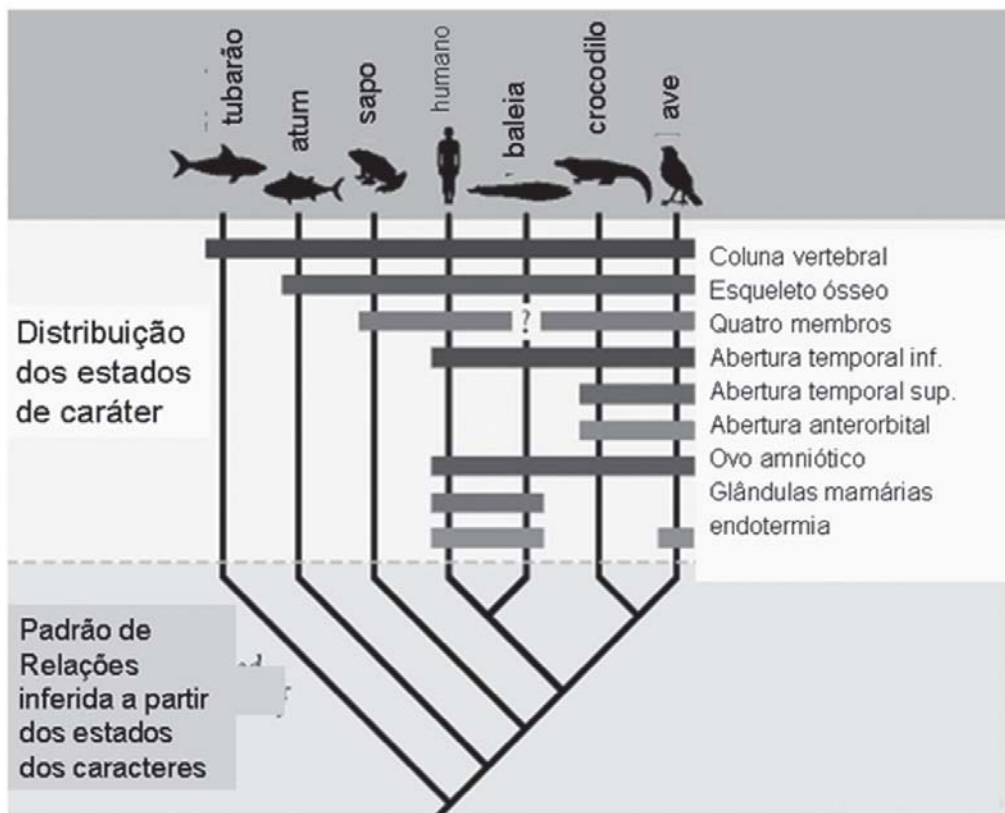 tubarão
atum
sapo
humano
baleia
crocodilo
ave
Coluna vertebral
Esqueleto ósseo
?
Quatro membros
Abertura temporal inf.
Abertura temporal sup.
Abertura anterorbital
Ovo amniótico
Glândulas mamárias
endotermia
Distribuição
dos estados
de caráter
Padrão de
Relações
inferida a partir
dos estados
dos caracteres